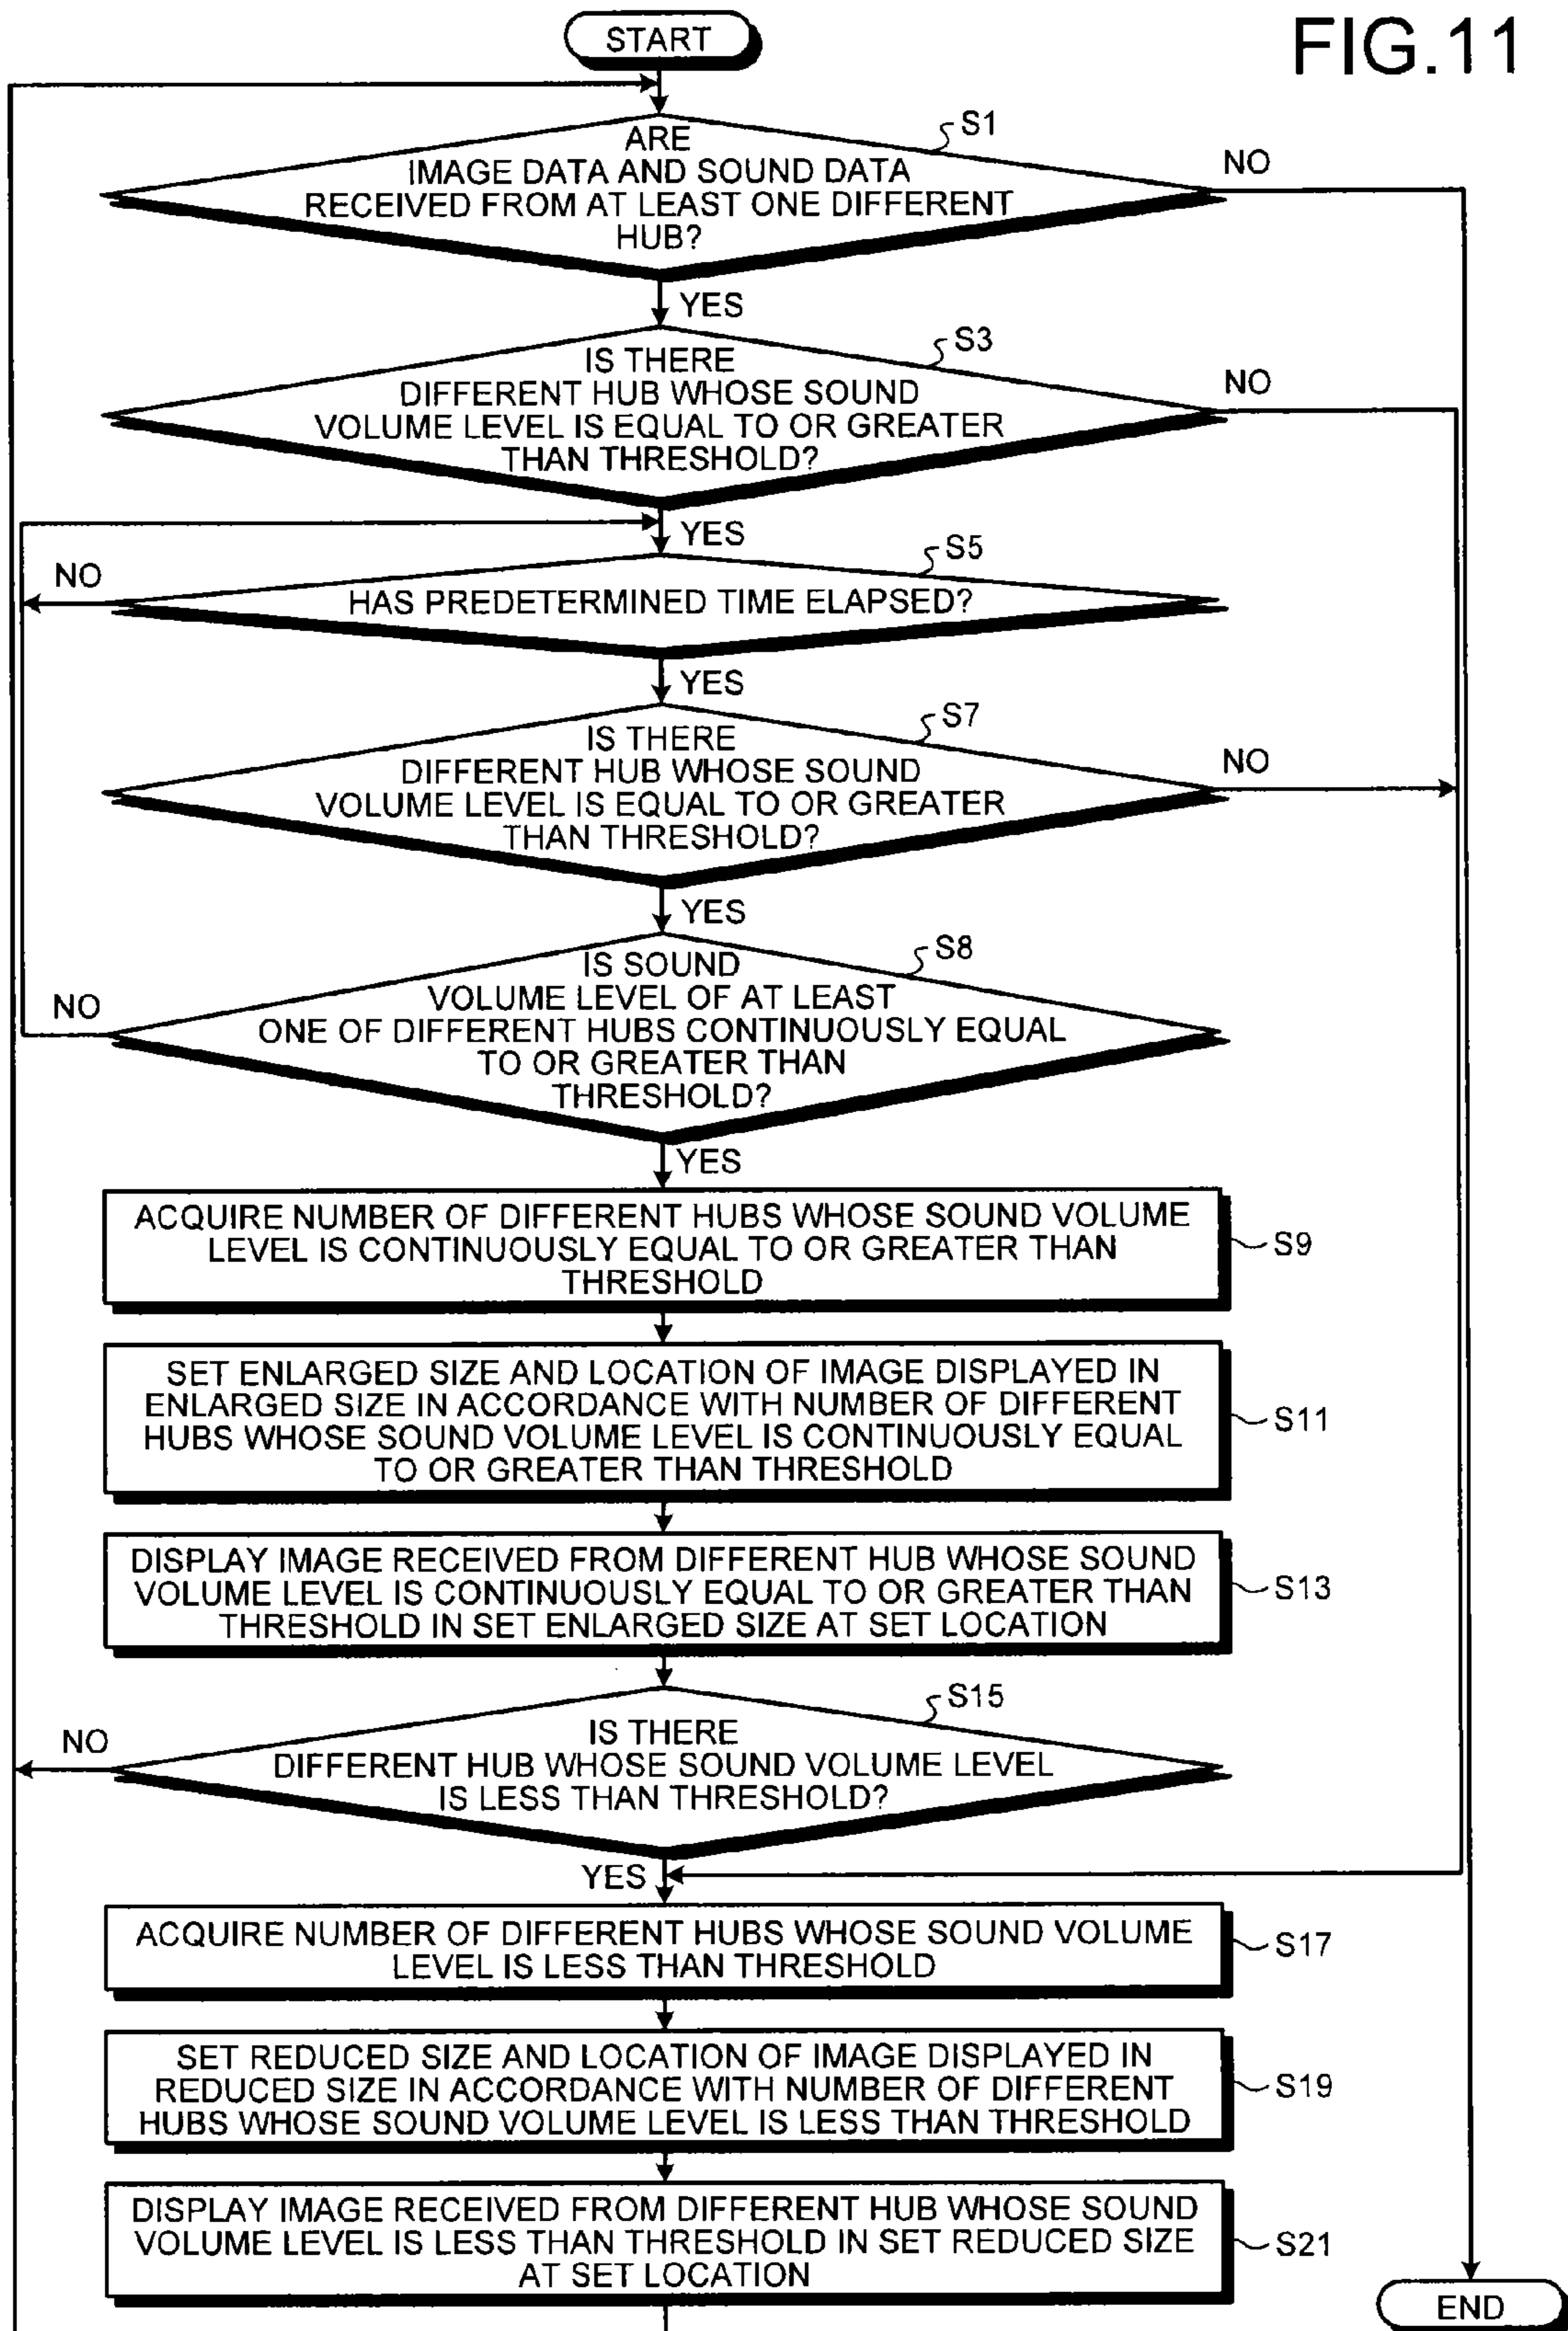 FIG.11
START
S1
ARE
IMAGE DATA AND SOUND DATA
RECEIVED FROM AT LEAST ONE DIFFERENT
HUB?
NO
YES
S3
IS THERE
DIFFERENT HUB WHOSE SOUND
VOLUME LEVEL IS EQUAL TO OR GREATER
THAN THRESHOLD?
NO
YES
S5
NO
HAS PREDETERMINED TIME ELAPSED?
YES
S7
IS THERE
DIFFERENT HUB WHOSE SOUND
VOLUME LEVEL IS EQUAL TO OR GREATER
THAN THRESHOLD?
NO
YES
S8
IS SOUND
VOLUME LEVEL OF AT LEAST
ONE OF DIFFERENT HUBS CONTINUOUSLY EQUAL
TO OR GREATER THAN
THRESHOLD?
NO
YES
ACQUIRE NUMBER OF DIFFERENT HUBS WHOSE SOUND VOLUME
LEVEL IS CONTINUOUSLY EQUAL TO OR GREATER THAN
THRESHOLD
S9
SET ENLARGED SIZE AND LOCATION OF IMAGE DISPLAYED IN
ENLARGED SIZE IN ACCORDANCE WITH NUMBER OF DIFFERENT
HUBS WHOSE SOUND VOLUME LEVEL IS CONTINUOUSLY EQUAL
TO OR GREATER THAN THRESHOLD
S11
DISPLAY IMAGE RECEIVED FROM DIFFERENT HUB WHOSE SOUND
VOLUME LEVEL IS CONTINUOUSLY EQUAL TO OR GREATER THAN
THRESHOLD IN SET ENLARGED SIZE AT SET LOCATION
S13
S15
NO
IS THERE
DIFFERENT HUB WHOSE SOUND VOLUME LEVEL
IS LESS THAN THRESHOLD?
YES
ACQUIRE NUMBER OF DIFFERENT HUBS WHOSE SOUND VOLUME
LEVEL IS LESS THAN THRESHOLD
S17
SET REDUCED SIZE AND LOCATION OF IMAGE DISPLAYED IN
REDUCED SIZE IN ACCORDANCE WITH NUMBER OF DIFFERENT
HUBS WHOSE SOUND VOLUME LEVEL IS LESS THAN THRESHOLD
S19
DISPLAY IMAGE RECEIVED FROM DIFFERENT HUB WHOSE SOUND
VOLUME LEVEL IS LESS THAN THRESHOLD IN SET REDUCED SIZE
AT SET LOCATION
S21
END